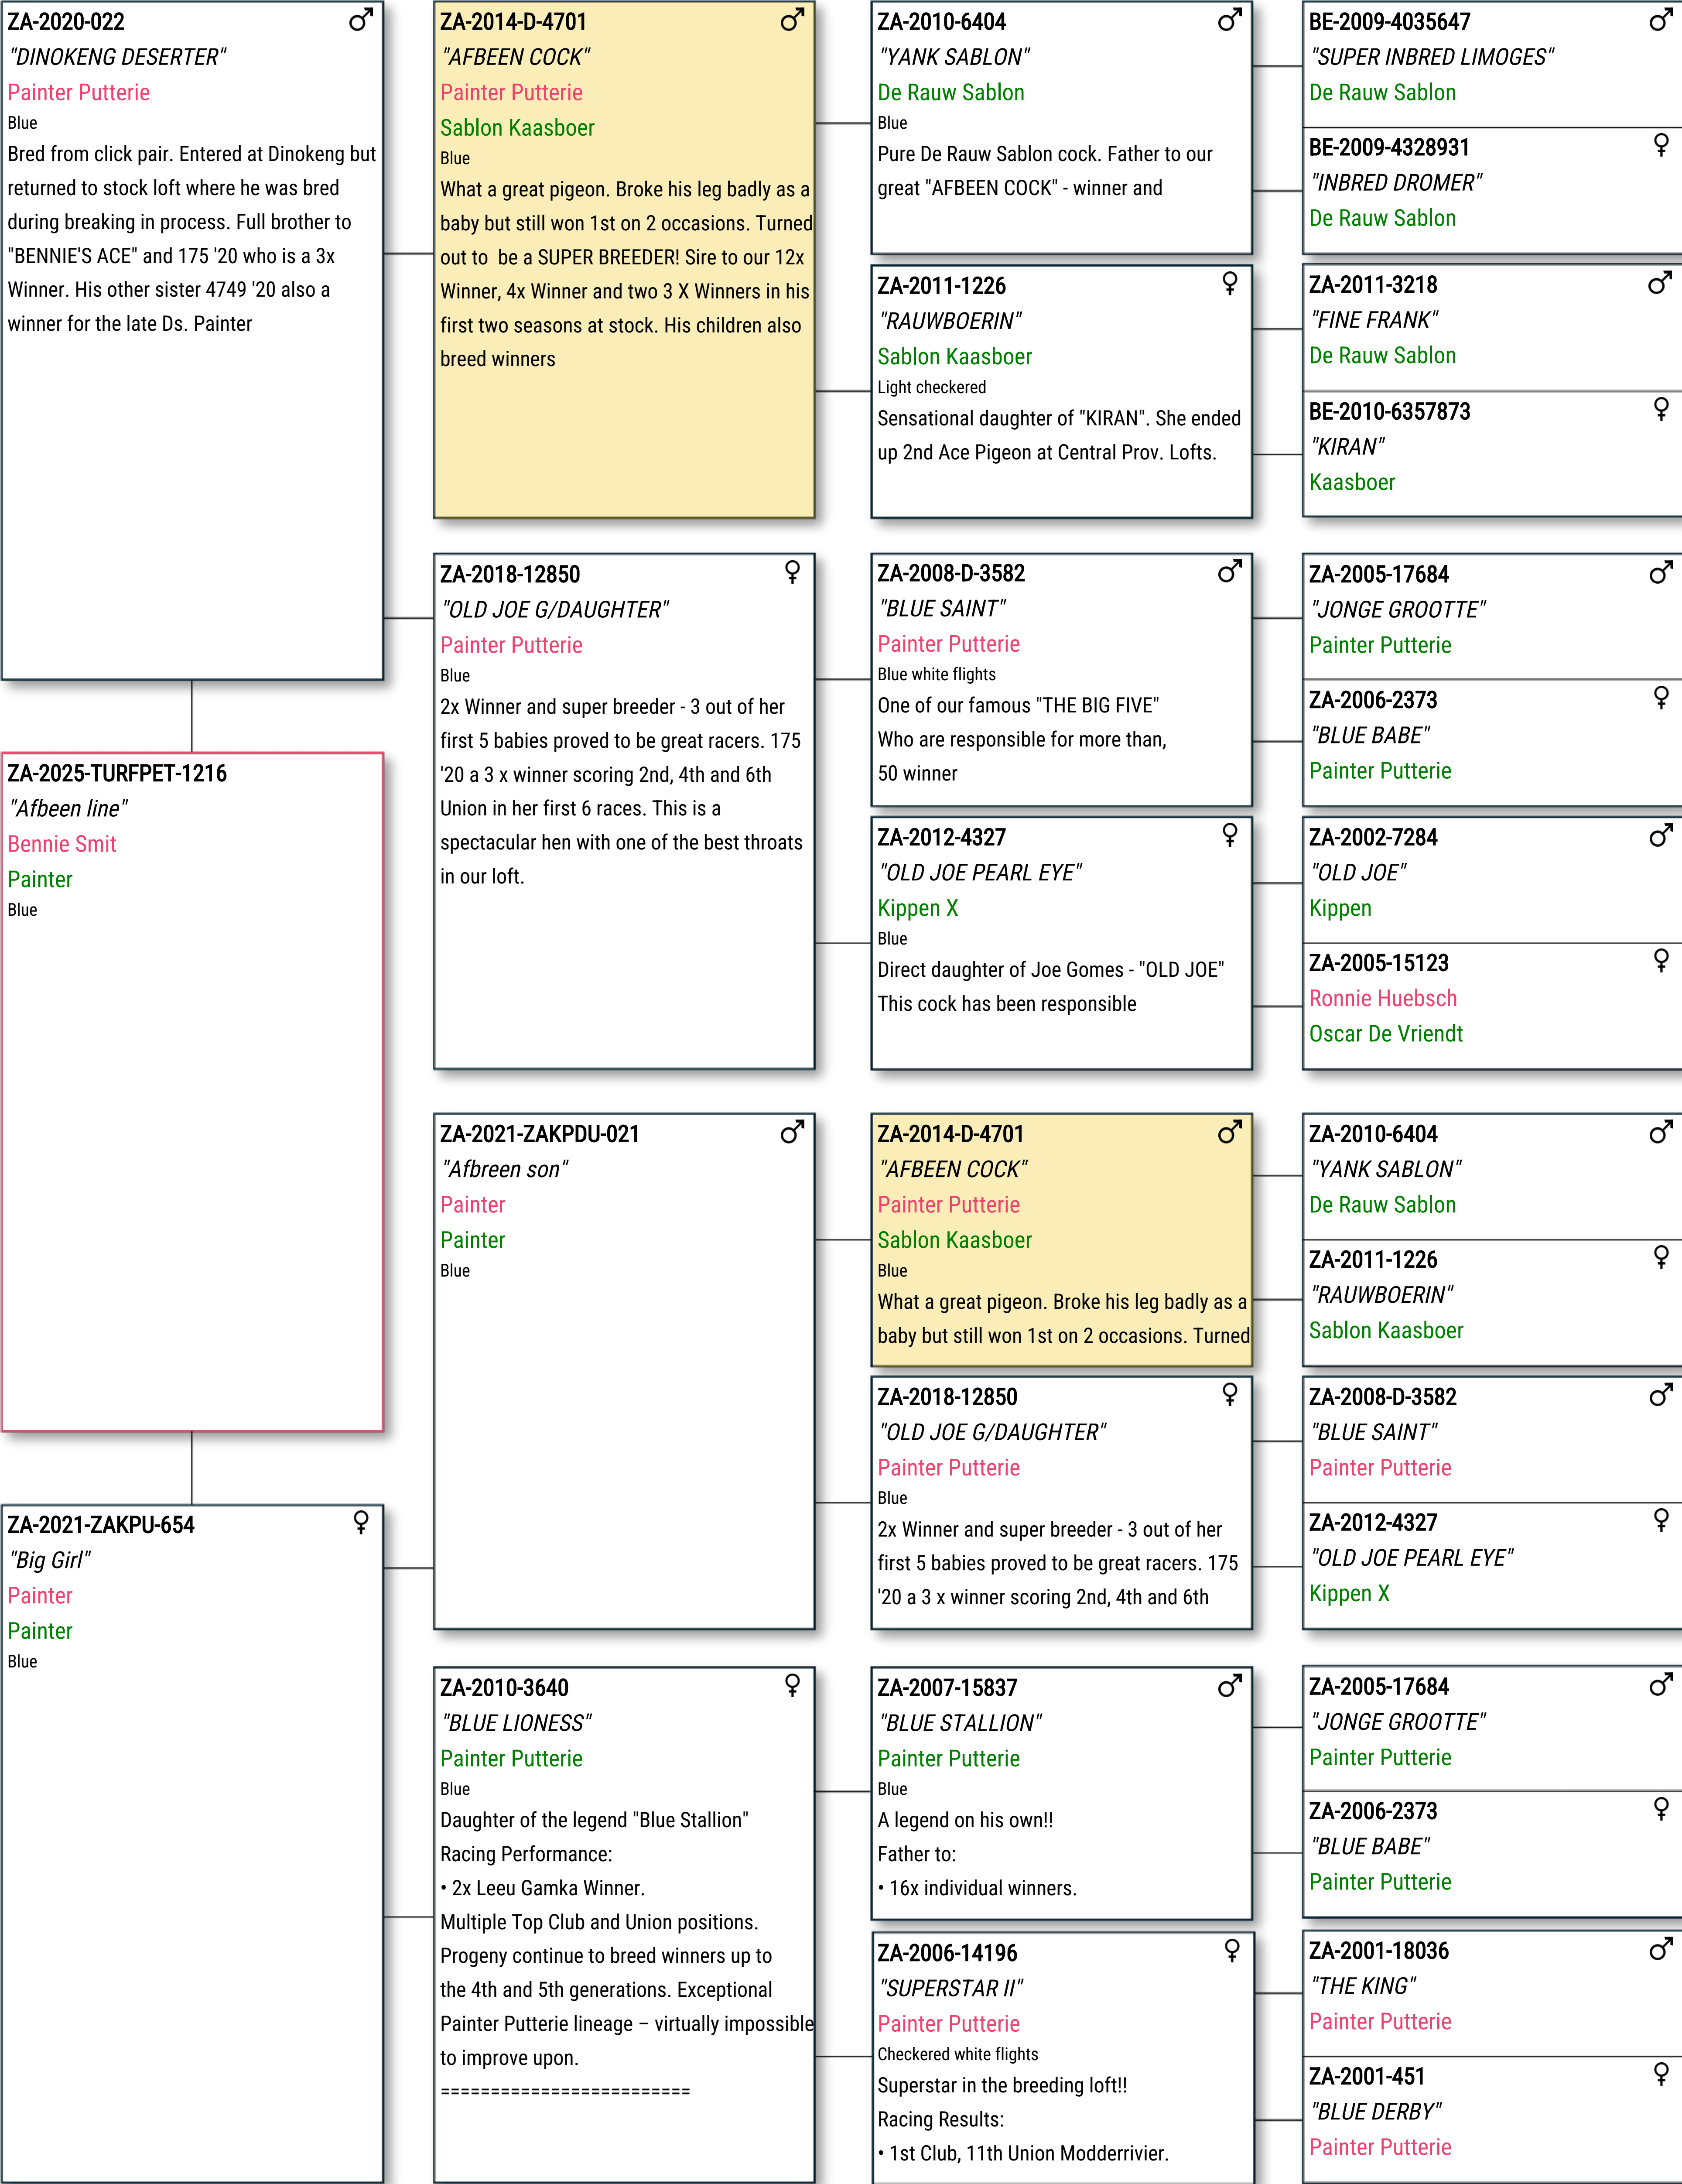 ZA-2020-022 ♂
"DINOKENG DESERTER"
Painter Putterie
Blue
Bred from click pair. Entered at Dinokeng but
returned to stock loft where he was bred
during breaking in process. Full brother to
"BENNIE'S ACE" and 175 '20 who is a 3x
Winner. His other sister 4749 '20 also a
winner for the late Ds. Painter
ZA-2025-TURFPET-1216
"Afbeen line"
Bennie Smit
Painter
Blue
ZA-2021-ZAKPU-654 ♀
"Big Girl"
Painter
Painter
Blue
ZA-2014-D-4701 ♂
"AFBEEN COCK"
Painter Putterie
Sablon Kaasboer
Blue
What a great pigeon. Broke his leg badly as a
baby but still won 1st on 2 occasions. Turned
out to  be a SUPER BREEDER! Sire to our 12x
Winner, 4x Winner and two 3 X Winners in his
first two seasons at stock. His children also
breed winners
ZA-2018-12850 ♀
"OLD JOE G/DAUGHTER"
Painter Putterie
Blue
2x Winner and super breeder - 3 out of her
first 5 babies proved to be great racers. 175
'20 a 3 x winner scoring 2nd, 4th and 6th
Union in her first 6 races. This is a
spectacular hen with one of the best throats
in our loft.
ZA-2021-ZAKPDU-021 ♂
"Afbreen son"
Painter
Painter
Blue
ZA-2010-3640 ♀
"BLUE LIONESS"
Painter Putterie
Blue
Daughter of the legend "Blue Stallion"
Racing Performance:
• 2x Leeu Gamka Winner.
Multiple Top Club and Union positions.
Progeny continue to breed winners up to
the 4th and 5th generations. Exceptional
Painter Putterie lineage – virtually impossible
to improve upon.
=========================
ZA-2010-6404 ♂
"YANK SABLON"
De Rauw Sablon
Blue
Pure De Rauw Sablon cock. Father to our
great "AFBEEN COCK" - winner and
ZA-2011-1226 ♀
"RAUWBOERIN"
Sablon Kaasboer
Light checkered
Sensational daughter of "KIRAN". She ended
up 2nd Ace Pigeon at Central Prov. Lofts.
ZA-2008-D-3582 ♂
"BLUE SAINT"
Painter Putterie
Blue white flights
One of our famous "THE BIG FIVE"
Who are responsible for more than,
50 winner
ZA-2012-4327 ♀
"OLD JOE PEARL EYE"
Kippen X
Blue
Direct daughter of Joe Gomes - "OLD JOE"
This cock has been responsible
ZA-2014-D-4701 ♂
"AFBEEN COCK"
Painter Putterie
Sablon Kaasboer
Blue
What a great pigeon. Broke his leg badly as a
baby but still won 1st on 2 occasions. Turned
ZA-2018-12850 ♀
"OLD JOE G/DAUGHTER"
Painter Putterie
Blue
2x Winner and super breeder - 3 out of her
first 5 babies proved to be great racers. 175
'20 a 3 x winner scoring 2nd, 4th and 6th
ZA-2007-15837 ♂
"BLUE STALLION"
Painter Putterie
Blue
A legend on his own!!
Father to:
• 16x individual winners.
ZA-2006-14196 ♀
"SUPERSTAR II"
Painter Putterie
Checkered white flights
Superstar in the breeding loft!!
Racing Results:
• 1st Club, 11th Union Modderrivier.
BE-2009-4035647 ♂
"SUPER INBRED LIMOGES"
De Rauw Sablon
BE-2009-4328931 ♀
"INBRED DROMER"
De Rauw Sablon
ZA-2011-3218 ♂
"FINE FRANK"
De Rauw Sablon
BE-2010-6357873 ♀
"KIRAN"
Kaasboer
ZA-2005-17684 ♂
"JONGE GROOTTE"
Painter Putterie
ZA-2006-2373 ♀
"BLUE BABE"
Painter Putterie
ZA-2002-7284 ♂
"OLD JOE"
Kippen
ZA-2005-15123 ♀
Ronnie Huebsch
Oscar De Vriendt
ZA-2010-6404 ♂
"YANK SABLON"
De Rauw Sablon
ZA-2011-1226 ♀
"RAUWBOERIN"
Sablon Kaasboer
ZA-2008-D-3582 ♂
"BLUE SAINT"
Painter Putterie
ZA-2012-4327 ♀
"OLD JOE PEARL EYE"
Kippen X
ZA-2005-17684 ♂
"JONGE GROOTTE"
Painter Putterie
ZA-2006-2373 ♀
"BLUE BABE"
Painter Putterie
ZA-2001-18036 ♂
"THE KING"
Painter Putterie
ZA-2001-451 ♀
"BLUE DERBY"
Painter Putterie